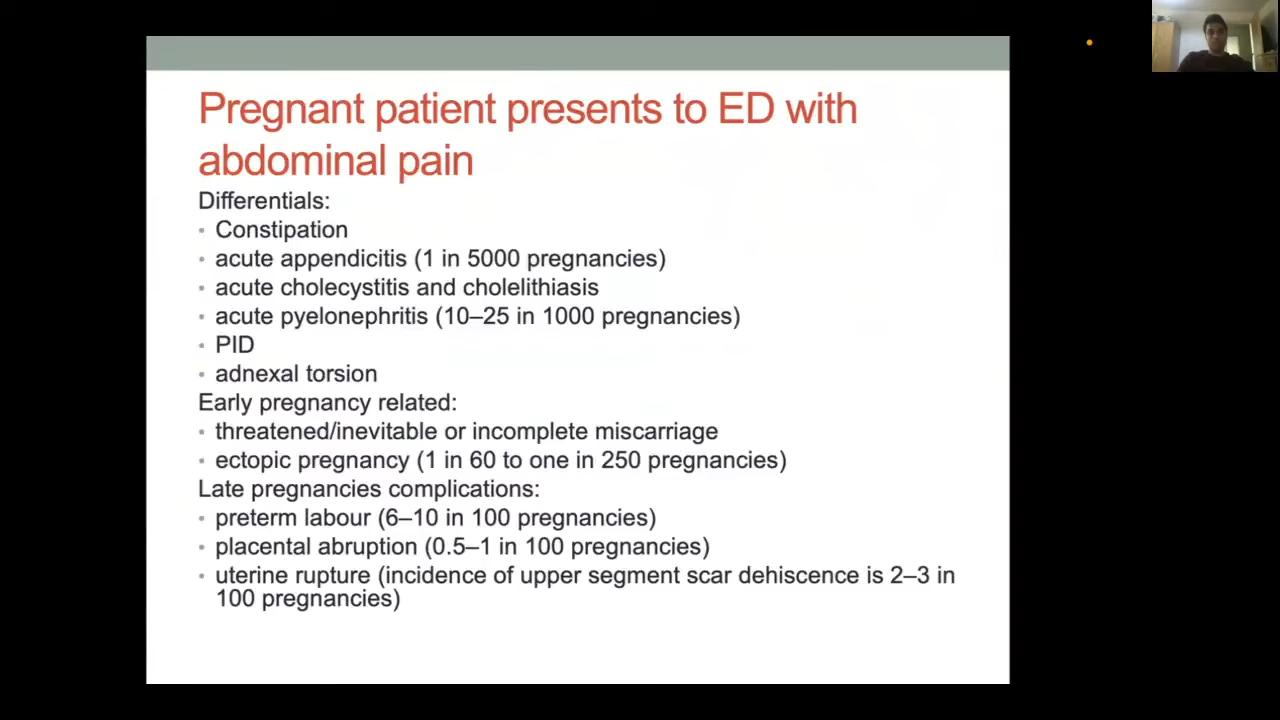 Pregnant patient presents to ED with
abdominal pain
Differentials:
• Constipation
• acute appendicitis (1 in 5000 pregnancies)
• acute cholecystitis and cholelithiasis
• acute pyelonephritis (10–25 in 1000 pregnancies)
• PID
• adnexal torsion
Early pregnancy related:
• threatened/inevitable or incomplete miscarriage
• ectopic pregnancy (1 in 60 to one in 250 pregnancies)
Late pregnancies complications:
• preterm labour (6–10 in 100 pregnancies)
• placental abruption (0.5–1 in 100 pregnancies)
• uterine rupture (incidence of upper segment scar dehiscence is 2–3 in
100 pregnancies)